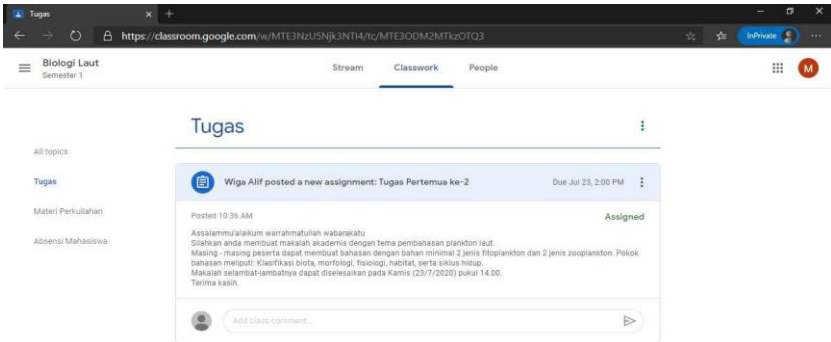 Tugas
InPrivate
https://classroom.google.com/w/MTE3NzU5Njk3NTI4/tc/MTE3ODM2MTkzOTQ3
Biologi Laut
Semester 1
Stream Classwork People
M
Tugas
All topics
Tugas
Materi Perkuliahan
Absensi Mahasiswa
Wiga Alif posted a new assignment: Tugas Pertemua ke-2
Due Jul 23, 2:00 PM
Posted 10:36 AM
Assigned
Assalammu'alaikum warrahmatullah wabarakatu
Silahkan anda membuat makalah akademis dengan tema pembahasan plankton laut.
Masing - masing peserta dapat membuat bahasan dengan bahan minimal 2 jenis fitoplankton dan 2 jenis zooplankton. Pokok
bahasan meliputi: Klasifikasi biota, morfologi, fisiologi, habitat, serta siklus hidup.
Makalah selambat-lambatnya dapat diselesaikan pada Kamis (23/7/2020) pukul 14.00.
Terima kasih.
Add class comment...